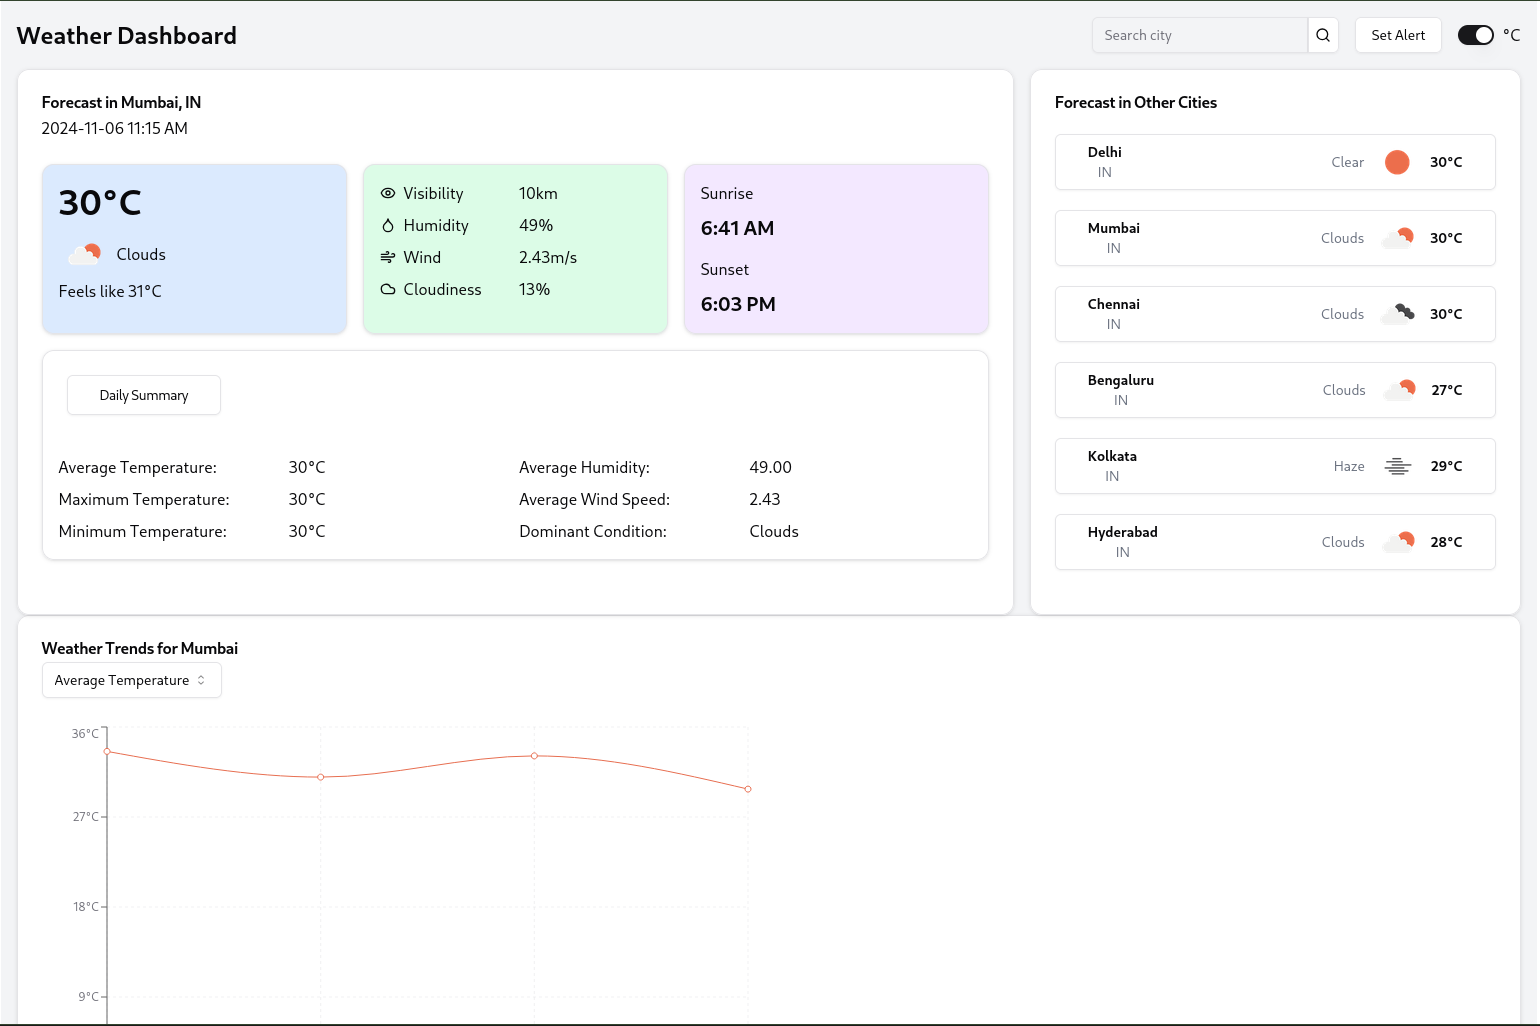 Weather Dashboard
Search city
Set Alert
°C
Forecast in Mumbai, IN
2024-11-06 11:15 AM
30°C
Clouds
Feels like 31°C
Visibility 10km
Humidity 49%
Wind 2.43m/s
Cloudiness 13%
Sunrise
6:41 AM
Sunset
6:03 PM
Daily Summary
Average Temperature: 30°C Average Humidity: 49.00
Maximum Temperature: 30°C Average Wind Speed: 2.43
Minimum Temperature: 30°C Dominant Condition: Clouds
Forecast in Other Cities
Delhi
IN
Clear 30°C
Mumbai
IN
Clouds 30°C
Chennai
IN
Clouds 30°C
Bengaluru
IN
Clouds 27°C
Kolkata
IN
Haze 29°C
Hyderabad
IN
Clouds 28°C
Weather Trends for Mumbai
Average Temperature
36°C
27°C
18°C
9°C